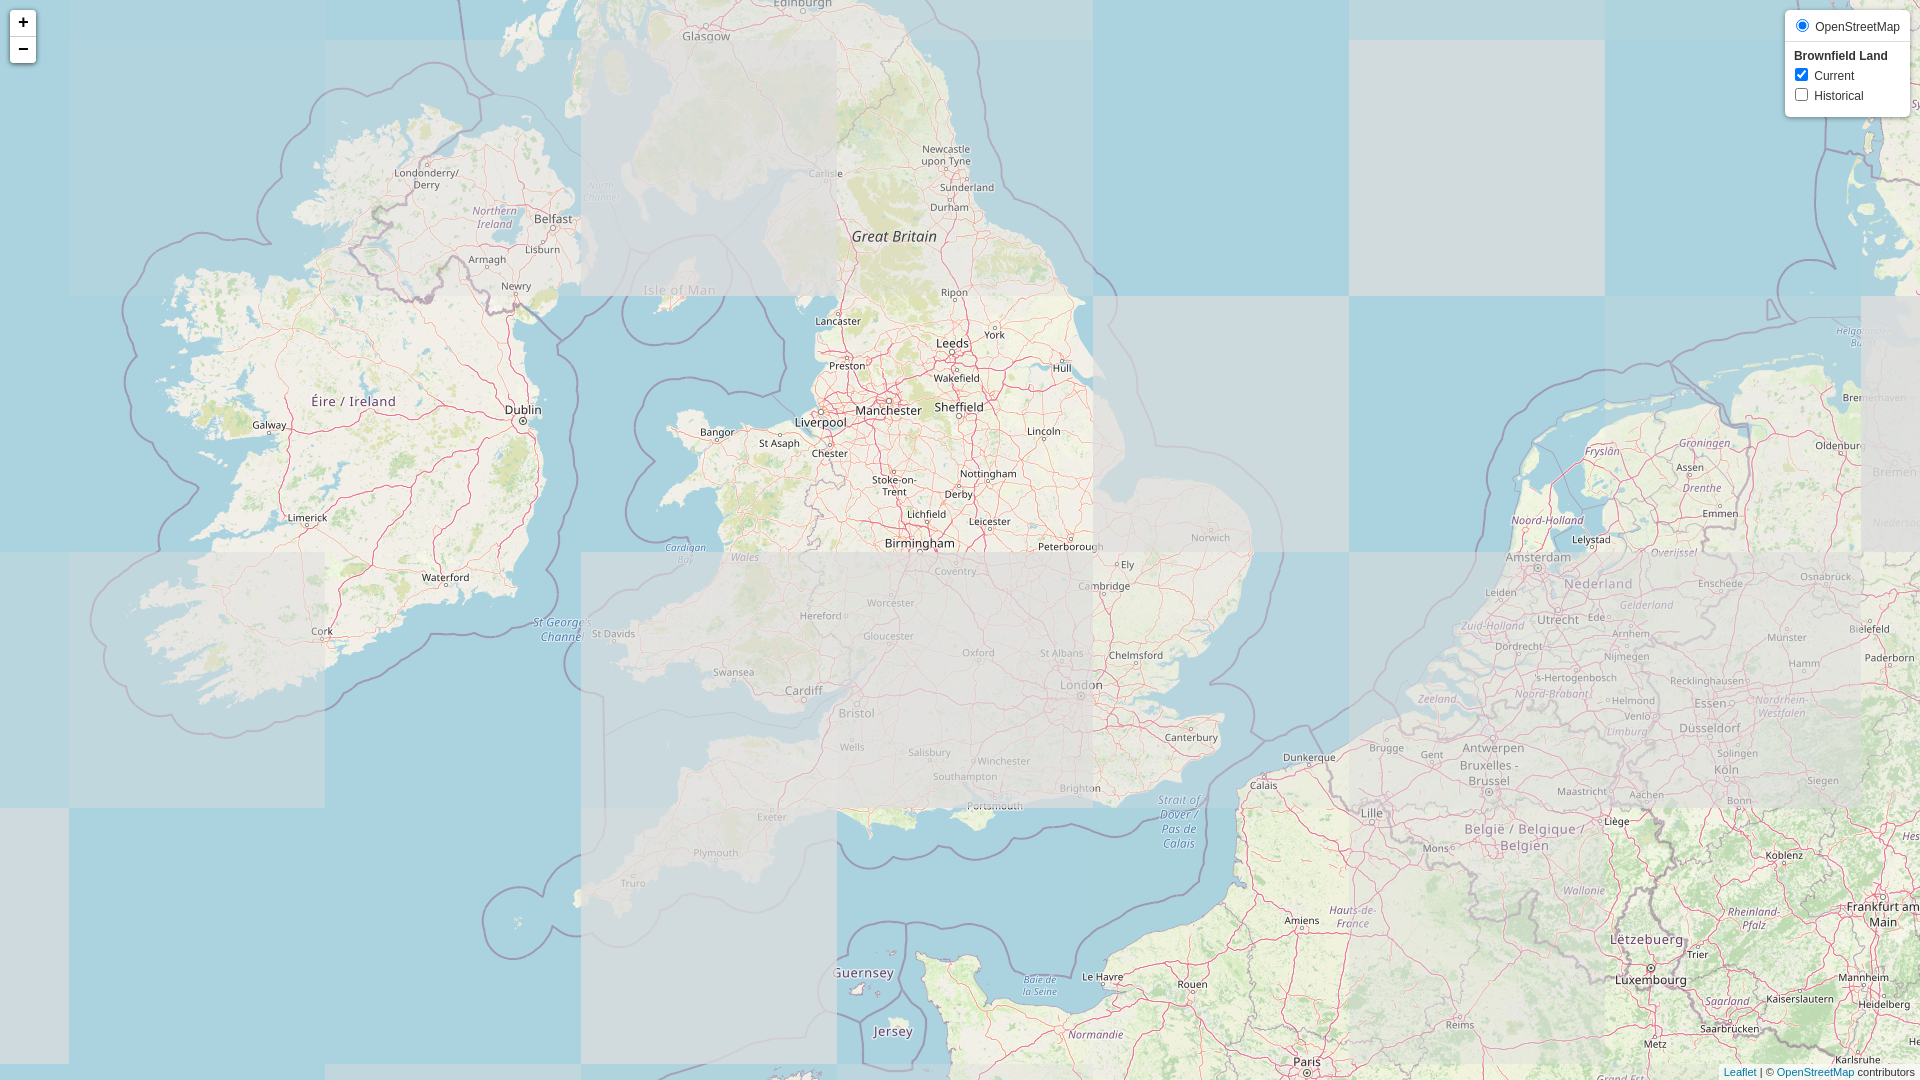 +
−
OpenStreetMap
Brownfield Land
Current
Historical
Edinburgh
Glasgow
Newcastle
upon Tyne
Londonderry/
Derry
Carlisle
North
Channel
Sunderland
Durham
Northern
Ireland
Belfast
Great Britain
Lisburn
Armagh
Newry
Isle of Man
Ripon
Lancaster
York
Leeds
Preston
Hull
Wakefield
Éire / Ireland
Dublin
Manchester
Sheffield
Liverpool
Galway
Bangor
St Asaph
Lincoln
Chester
Nottingham
Stoke-on-
Trent
Derby
Limerick
Lichfield
Leicester
Norwich
Birmingham
Peterborough
Cardigan
Bay
Wales
Coventry
Ely
Waterford
Cambridge
Worcester
Hereford
St George's
Channel
Cork
St Davids
Gloucester
Oxford
St Albans
Chelmsford
Swansea
London
Cardiff
Bristol
Canterbury
Wells
Salisbury
Winchester
Southampton
Brighton
Portsmouth
Exeter
Plymouth
Truro
Strait of
Dover /
Pas de
Calais
Dunkerque
Calais
Guernsey
Jersey
Baie de
la Seine
Le Havre
Rouen
Normandie
Amiens
Hauts-de-
France
Reims
Paris
Groningen
Fryslân
Assen
Drenthe
Oldenburg
Bremerhaven
Bremen
Emmen
Noord-Holland
Lelystad
Amsterdam
Overijssel
Nederland
Enschede
Osnabrück
Leiden
Gelderland
Utrecht
Ede
Zuid-Holland
Arnhem
Münster
Bielefeld
Dordrecht
Nijmegen
Hamm
Paderborn
's-Hertogenbosch
Recklinghausen
Zeeland
Noord-Brabant
Helmond
Essen
Nordrhein-
Westfalen
Venlo
Düsseldorf
Limburg
Brugge
Gent
Antwerpen
Solingen
Bruxelles -
Brussel
Köln
Siegen
Maastricht
Aachen
Bonn
Lille
Liège
België / Belgique /
Belgien
Mons
Koblenz
Wallonie
Frankfurt am
Main
Rheinland-
Pfalz
Lëtzebuerg
Trier
Luxembourg
Mannheim
Kaiserslautern
Heidelberg
Saarland
Saarbrücken
Metz
Karlsruhe
Leaflet | © OpenStreetMap contributors